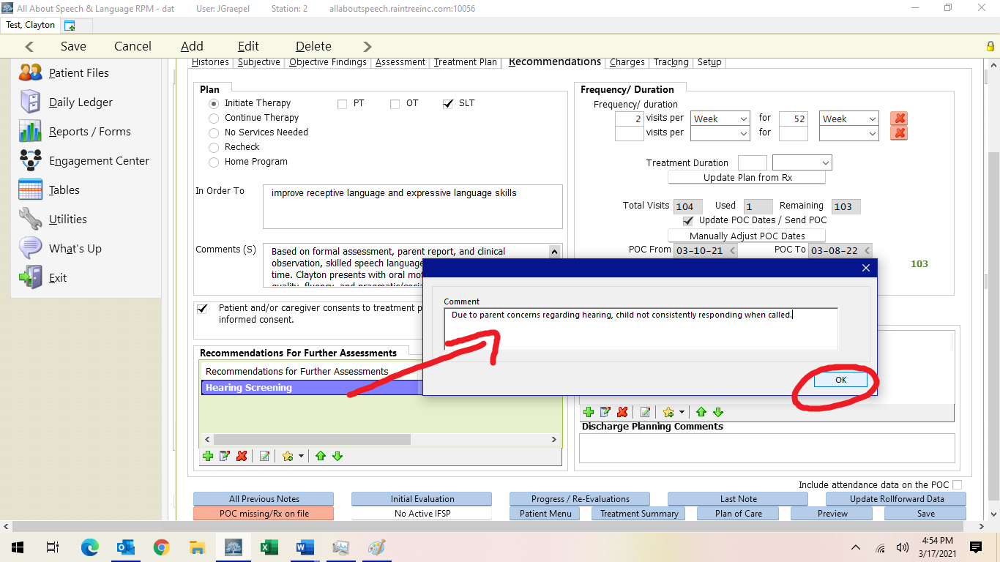 All About Speech & Language RPM - dat User: JGraepel Station: 2 allaboutspeech.raintreeinc.com:10056
Test, Clayton
Save Cancel Add Edit Delete
Patient Files
Daily Ledger
Reports / Forms
Engagement Center
Tables
Utilities
What's Up
Exit
Histories Subjective Objective Findings Assessment Treatment Plan Recommendations Charges Tracking Setup
Plan
Initiate Therapy PT OT SLT
Continue Therapy
No Services Needed
Recheck
Home Program
In Order To improve receptive language and expressive language skills
Comments (S) Based on formal assessment, parent report, and clinical
observation, skilled speech language
time. Clayton presents with oral mot
quality, fluency, and pragmatic/social
Patient and/or caregiver consents to treatment p
informed consent.
Recommendations For Further Assessments
Recommendations for Further Assessments
Hearing Screening
Frequency/ Duration
Frequency/ duration
2 visits per Week for 52 Week
visits per for
Treatment Duration
Update Plan from Rx
Total Visits 104 Used 1 Remaining 103
Update POC Dates / Send POC
Manually Adjust POC Dates
POC From 03-10-21 POC To 03-08-22
103
Comment
Due to parent concerns regarding hearing, child not consistently responding when called.
OK
Discharge Planning Comments
Include attendance data on the POC
All Previous Notes Initial Evaluation Progress / Re-Evaluations Last Note Update Rollforward Data
POC missing/Rx on file No Active IFSP Patient Menu Treatment Summary Plan of Care Preview Save
4:54 PM
3/17/2021